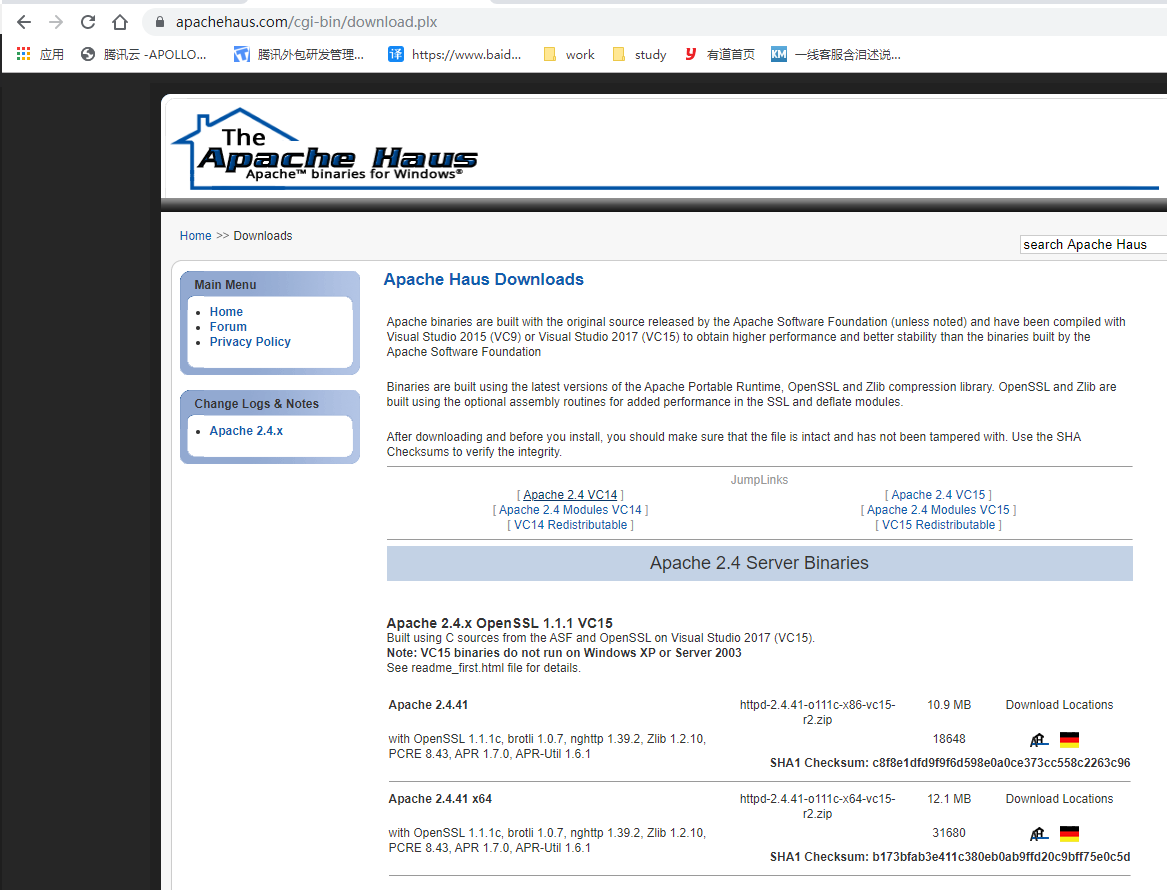 apachehaus.com/cgi-bin/download.plx
应用 腾讯云 -APOLLO... 腾讯外包研发管理... 译 https://www.baid... work study y 有道首页 KM 一线客服含泪述说...
The
Apache Haus
Apache™ binaries for Windows®
Home >> Downloads
search Apache Haus
Main Menu
Home
Forum
Privacy Policy
Change Logs & Notes
Apache 2.4.x
Apache Haus Downloads
Apache binaries are built with the original source released by the Apache Software Foundation (unless noted) and have been compiled with
Visual Studio 2015 (VC9) or Visual Studio 2017 (VC15) to obtain higher performance and better stability than the binaries built by the
Apache Software Foundation
Binaries are built using the latest versions of the Apache Portable Runtime, OpenSSL and Zlib compression library. OpenSSL and Zlib are
built using the optional assembly routines for added performance in the SSL and deflate modules.
After downloading and before you install, you should make sure that the file is intact and has not been tampered with. Use the SHA
Checksums to verify the integrity.
JumpLinks
[ Apache 2.4 VC14 ] [ Apache 2.4 VC15 ]
[ Apache 2.4 Modules VC14 ] [ Apache 2.4 Modules VC15 ]
[ VC14 Redistributable ] [ VC15 Redistributable ]
Apache 2.4 Server Binaries
Apache 2.4.x OpenSSL 1.1.1 VC15
Built using C sources from the ASF and OpenSSL on Visual Studio 2017 (VC15).
Note: VC15 binaries do not run on Windows XP or Server 2003
See readme_first.html file for details.
Apache 2.4.41 httpd-2.4.41-o111c-x86-vc15- 10.9 MB Download Locations
r2.zip
with OpenSSL 1.1.1c, brotli 1.0.7, nghttp 1.39.2, Zlib 1.2.10, 18648
PCRE 8.43, APR 1.7.0, APR-Util 1.6.1
SHA1 Checksum: c8f8e1dfd9f9f6d598e0a0ce373cc558c2263c96
Apache 2.4.41 x64 httpd-2.4.41-o111c-x64-vc15- 12.1 MB Download Locations
r2.zip
with OpenSSL 1.1.1c, brotli 1.0.7, nghttp 1.39.2, Zlib 1.2.10, 31680
PCRE 8.43, APR 1.7.0, APR-Util 1.6.1
SHA1 Checksum: b173bfab3e411c380eb0ab9ffd20c9bff75e0c5d